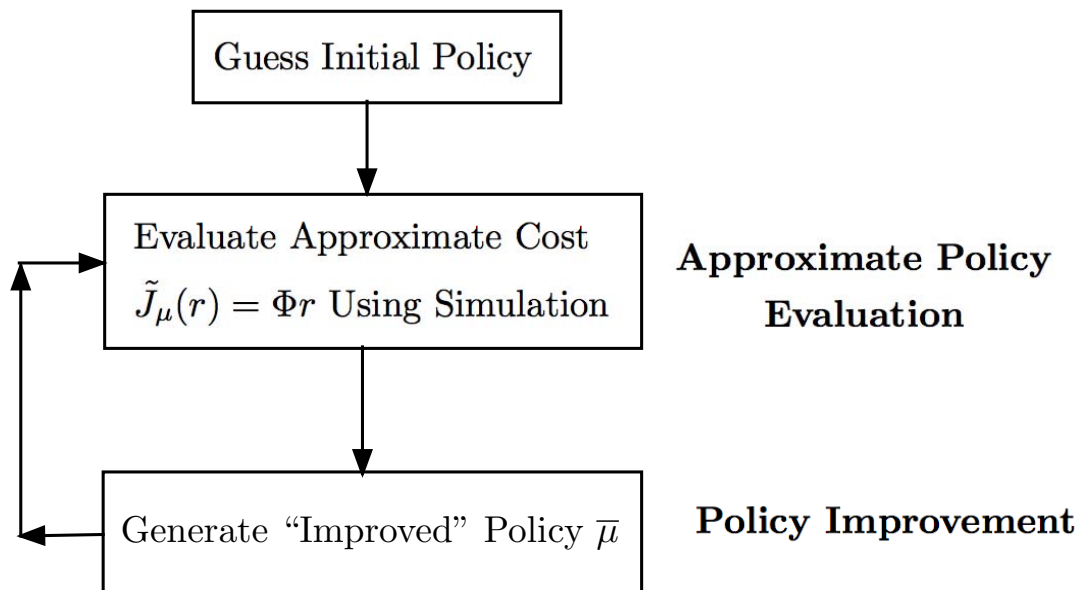 Guess Initial Policy
Evaluate Approximate Cost
J̃μ(r) = Φr Using Simulation
Approximate Policy
Evaluation
Generate “Improved” Policy μ̅
Policy Improvement